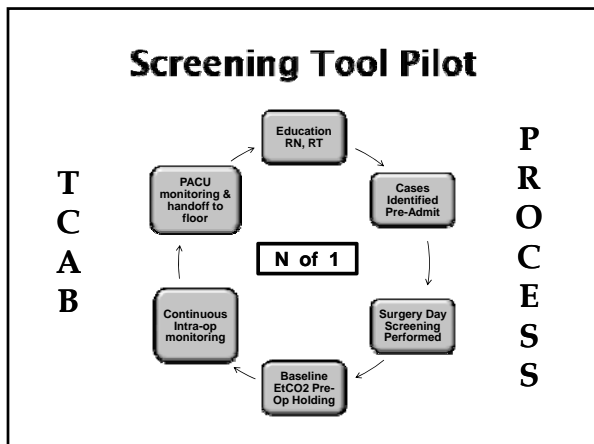 Screening Tool Pilot
T
C
A
B
Education
RN, RT
Cases
Identified
Pre-Admit
Surgery Day
Screening
Performed
Baseline
EtCO2 Pre-
Op Holding
Continuous
Intra-op
monitoring
PACU
monitoring &
handoff to
floor
N of 1
P
R
O
C
E
S
S